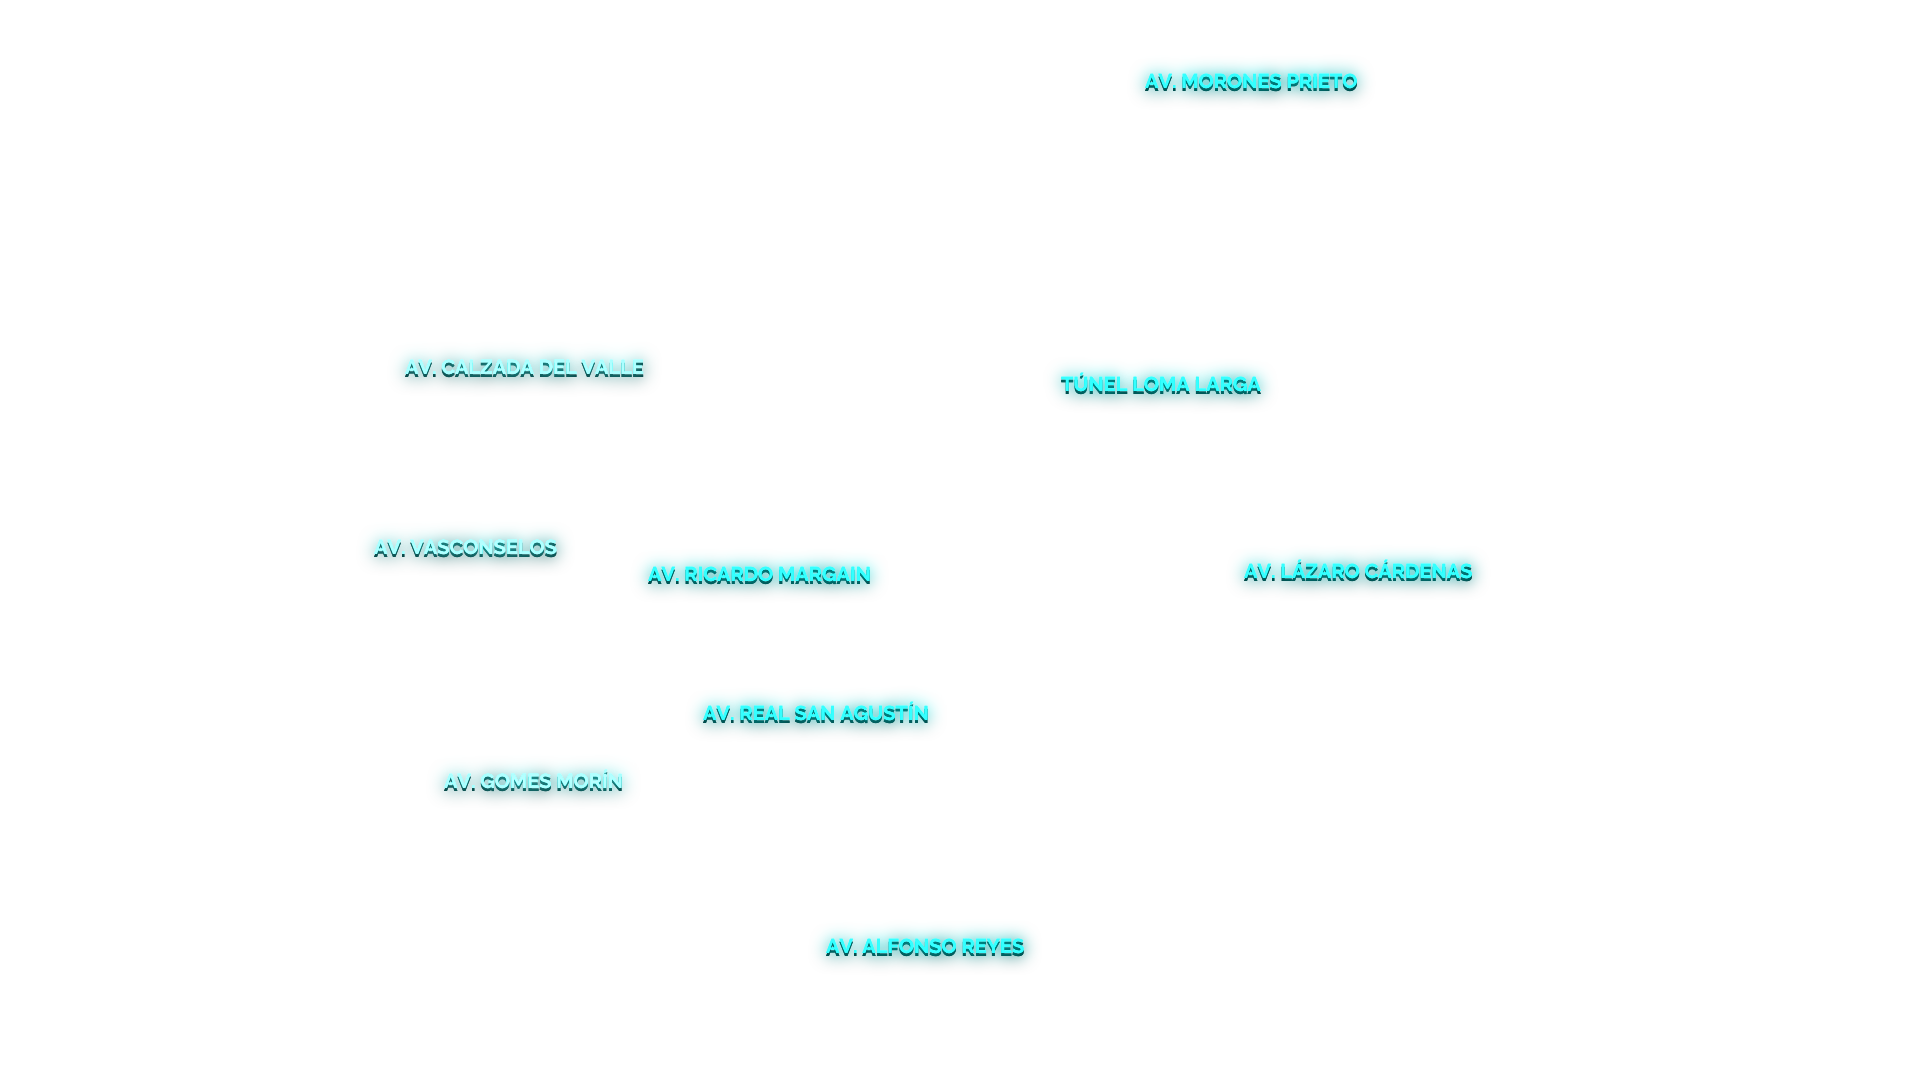 AV. MORONES PRIETO
AV. CALZADA DEL VALLE
TÚNEL LOMA LARGA
AV. VASCONSELOS
AV. RICARDO MARGAIN
AV. LÁZARO CÁRDENAS
AV. REAL SAN AGUSTÍN
AV. GOMES MORÍN
AV. ALFONSO REYES